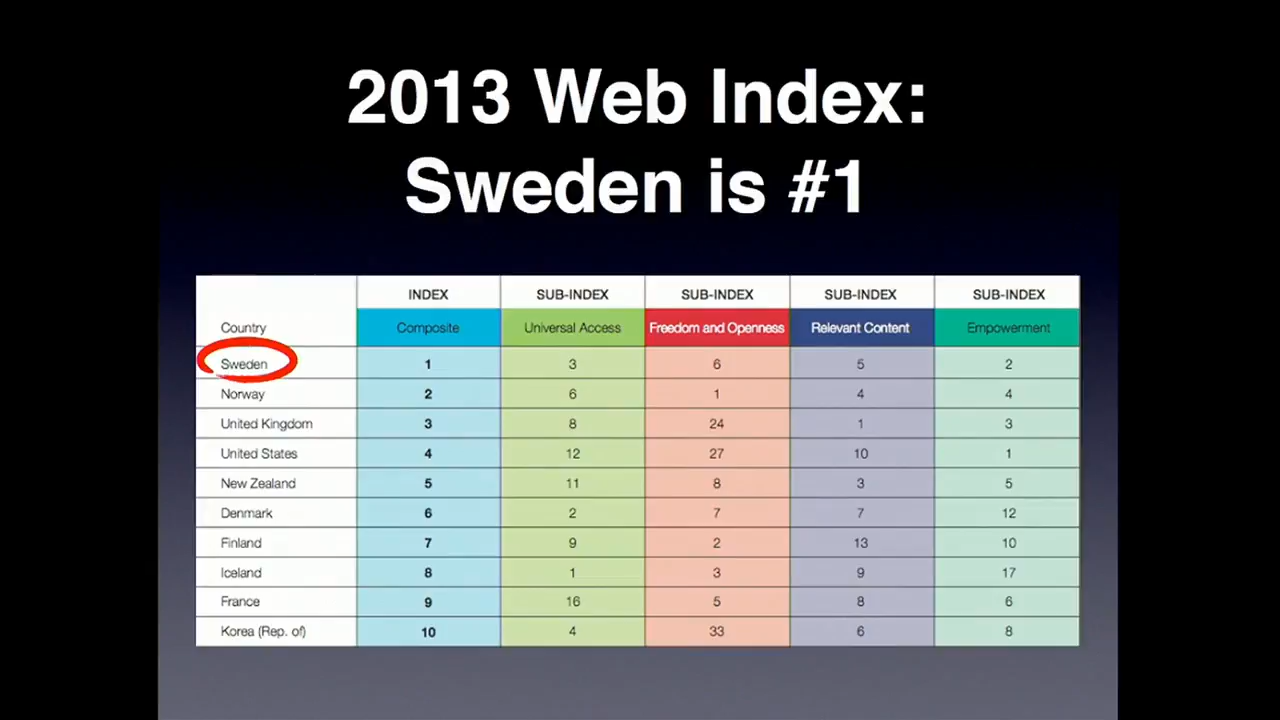 2013 Web Index:
Sweden is #1
INDEX SUB-INDEX SUB-INDEX SUB-INDEX SUB-INDEX
Country Composite Universal Access Freedom and Openness Relevant Content Empowerment
Sweden 1 3 6 5 2
Norway 2 6 1 4 4
United Kingdom 3 8 24 1 3
United States 4 12 27 10 1
New Zealand 5 11 8 3 5
Denmark 6 2 7 7 12
Finland 7 9 2 13 10
Iceland 8 1 3 9 17
France 9 16 5 8 6
Korea (Rep. of) 10 4 33 6 8